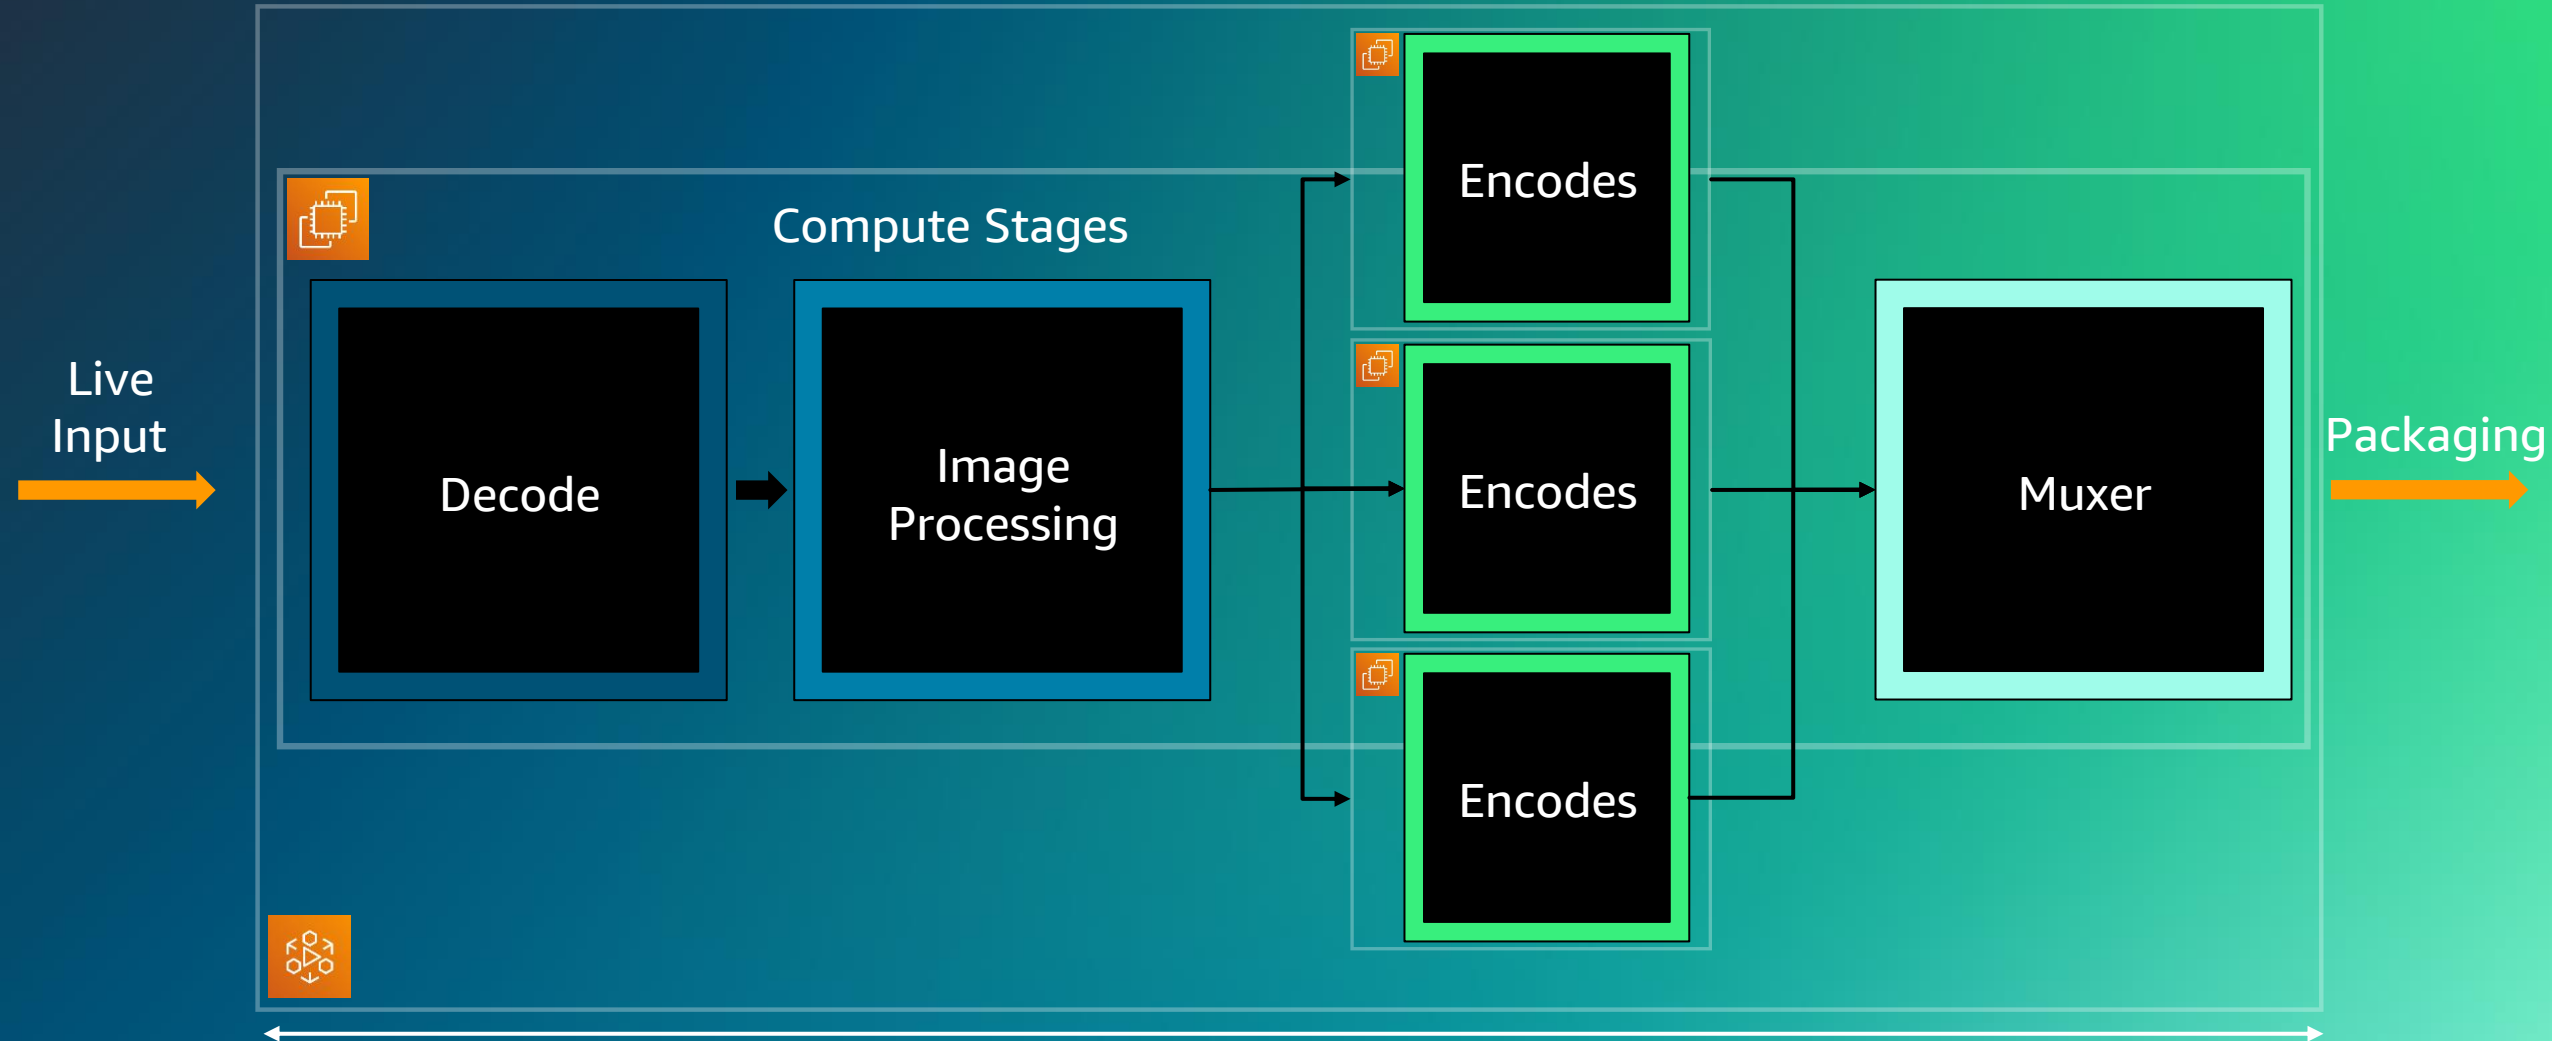 Compute Stages
Live
Input
Decode
Image
Processing
Encodes
Encodes
Encodes
Muxer
Packaging